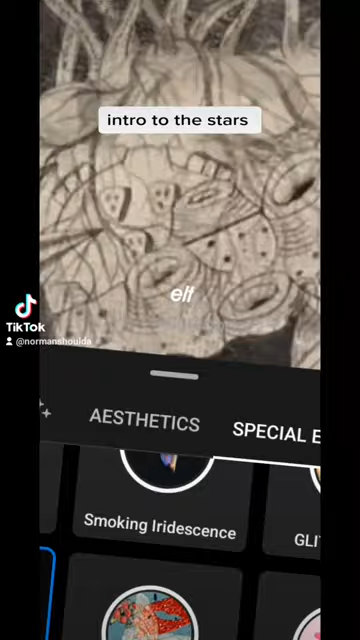 intro to the stars
elf
TikTok
@normanshoulda
AESTHETICS
SPECIAL E
Smoking Iridescence
GLI